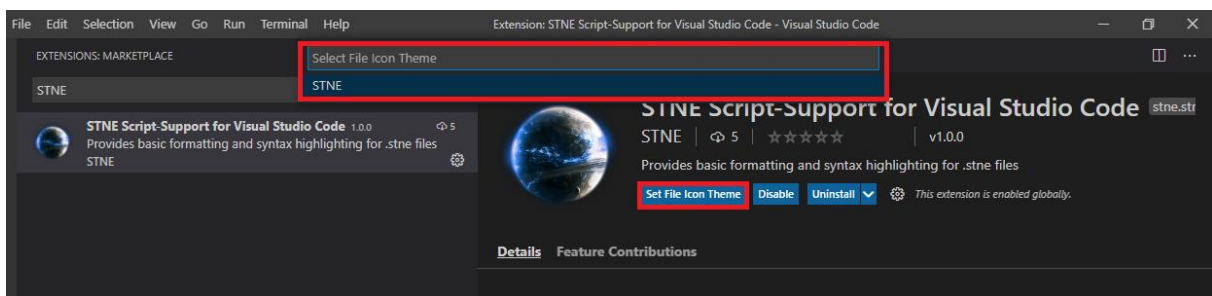 File Edit Selection View Go Run Terminal Help Extension: STNE Script-Support for Visual Studio Code - Visual Studio Code
EXTENSIONS: MARKETPLACE
Select File Icon Theme
STNE
STNE
STNE Script-Support for Visual Studio Code 1.0.0 5
Provides basic formatting and syntax highlighting for .stne files
STNE
STNE Script-Support for Visual Studio Code stne.str
STNE | 5 | v1.0.0
Provides basic formatting and syntax highlighting for .stne files
Set File Icon Theme Disable Uninstall This extension is enabled globally.
Details Feature Contributions